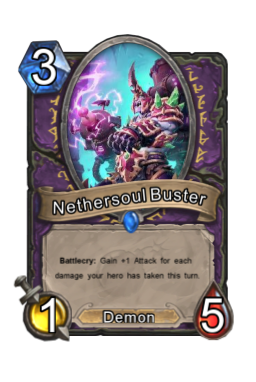 3
Nethersoul Buster
Battlecry: Gain +1 Attack for each
damage your hero has taken this turn.
1
5
Demon